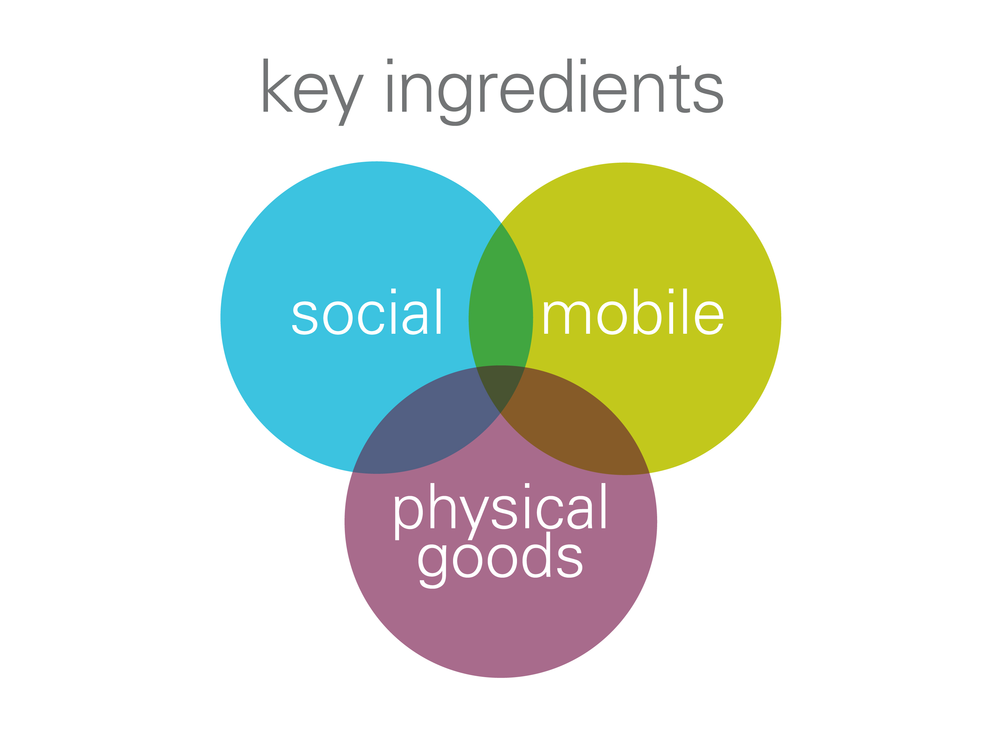 key ingredients
social
mobile
physical
goods